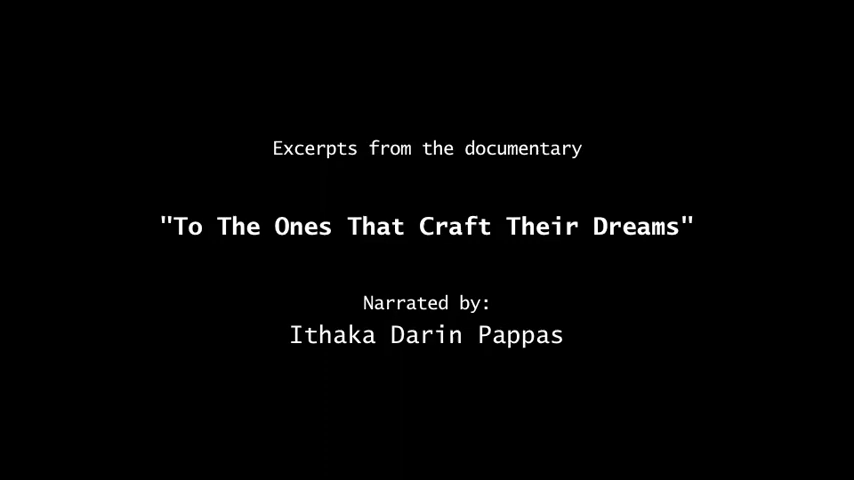 Excerpts from the documentary
"To The Ones That Craft Their Dreams"
Narrated by:
Ithaka Darin Pappas